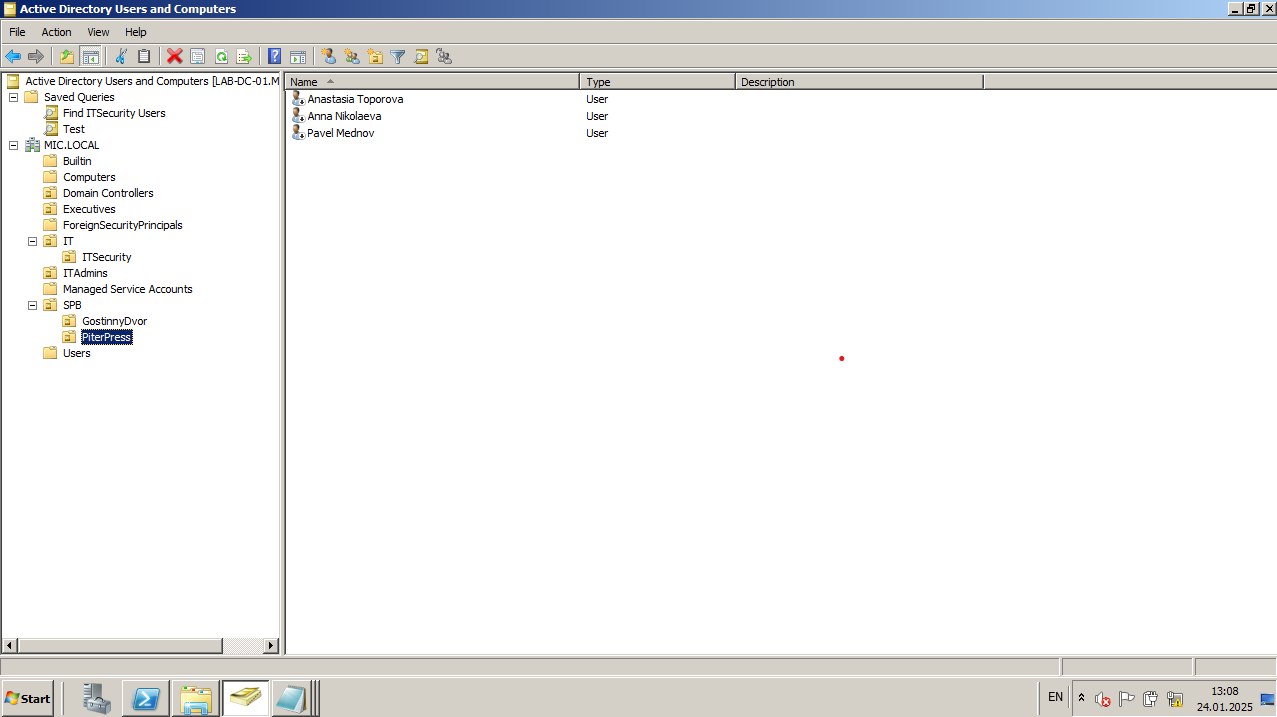 Active Directory Users and Computers
File Action View Help
Active Directory Users and Computers [LAB-DC-01.M
Saved Queries
Find ITSecurity Users
Test
MIC.LOCAL
Builtin
Computers
Domain Controllers
Executives
ForeignSecurityPrincipals
IT
ITSecurity
ITAdmins
Managed Service Accounts
SPB
GostinnyDvor
PiterPress
Users
Name Type Description
Anastasia Toporova User
Anna Nikolaeva User
Pavel Mednov User
Start
EN
13:08
24.01.2025